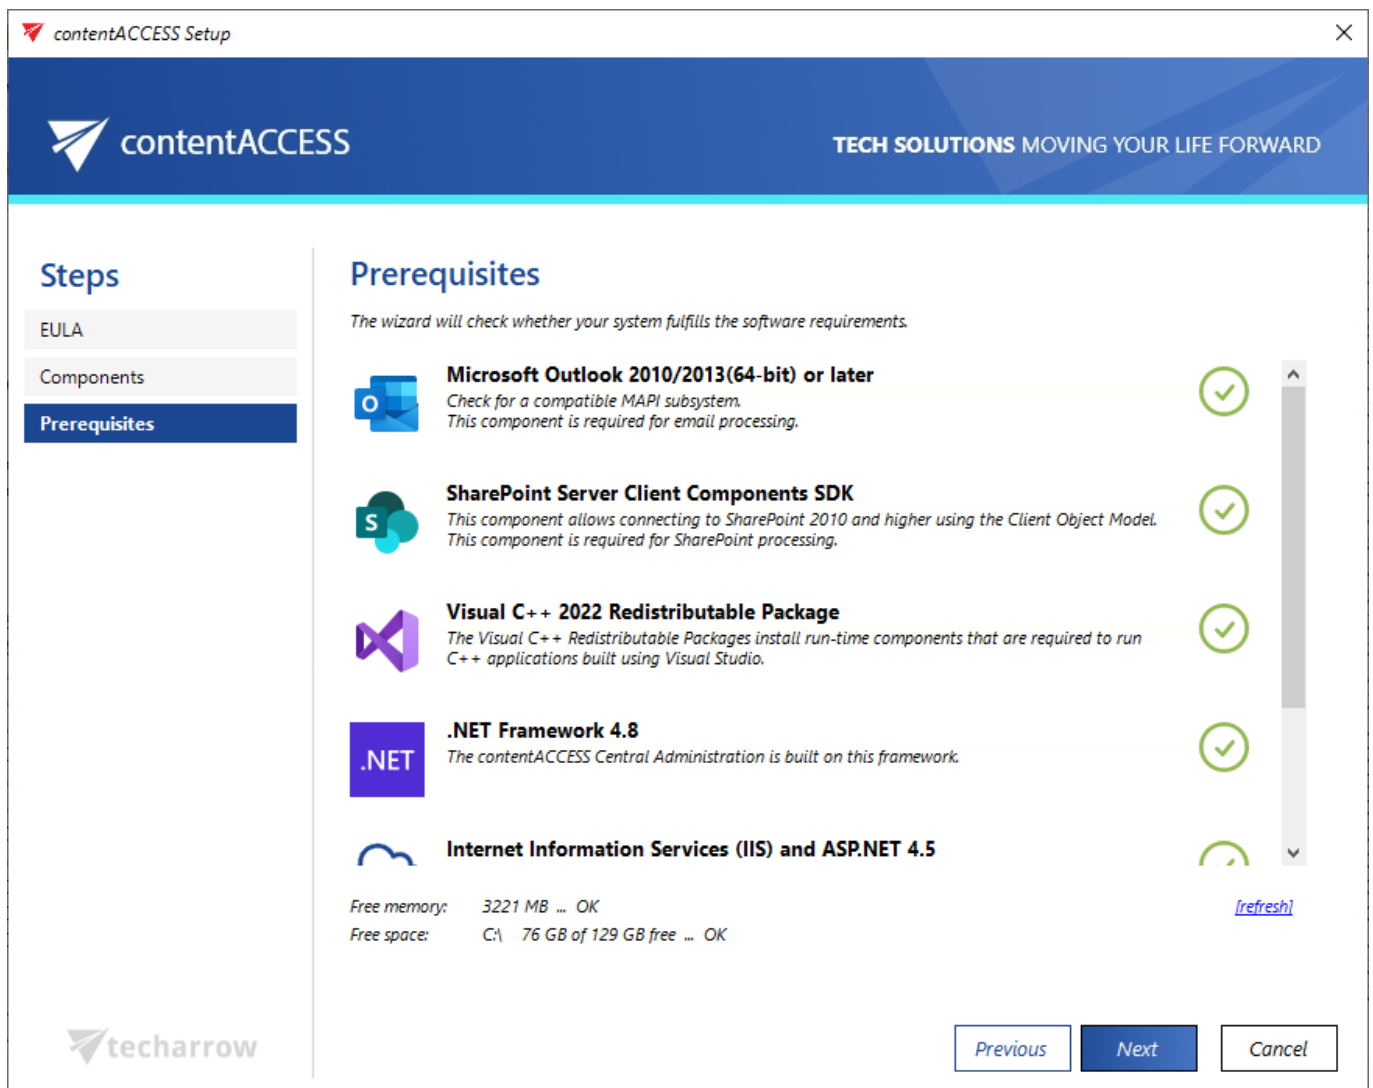 contentACCESS Setup
contentACCESS
TECH SOLUTIONS MOVING YOUR LIFE FORWARD
Steps
EULA
Components
Prerequisites
techarrow
Prerequisites
The wizard will check whether your system fulfills the software requirements.
O
Microsoft Outlook 2010/2013(64-bit) or later
Check for a compatible MAPI subsystem.
This component is required for email processing.
S
SharePoint Server Client Components SDK
This component allows connecting to SharePoint 2010 and higher using the Client Object Model.
This component is required for SharePoint processing.
Visual C++ 2022 Redistributable Package
The Visual C++ Redistributable Packages install run-time components that are required to run
C++ applications built using Visual Studio.
.NET
.NET Framework 4.8
The contentACCESS Central Administration is built on this framework.
Internet Information Services (IIS) and ASP.NET 4.5
Free memory: 3221 MB ... OK
[refresh]
Free space: C:\ 76 GB of 129 GB free ... OK
Previous
Next
Cancel